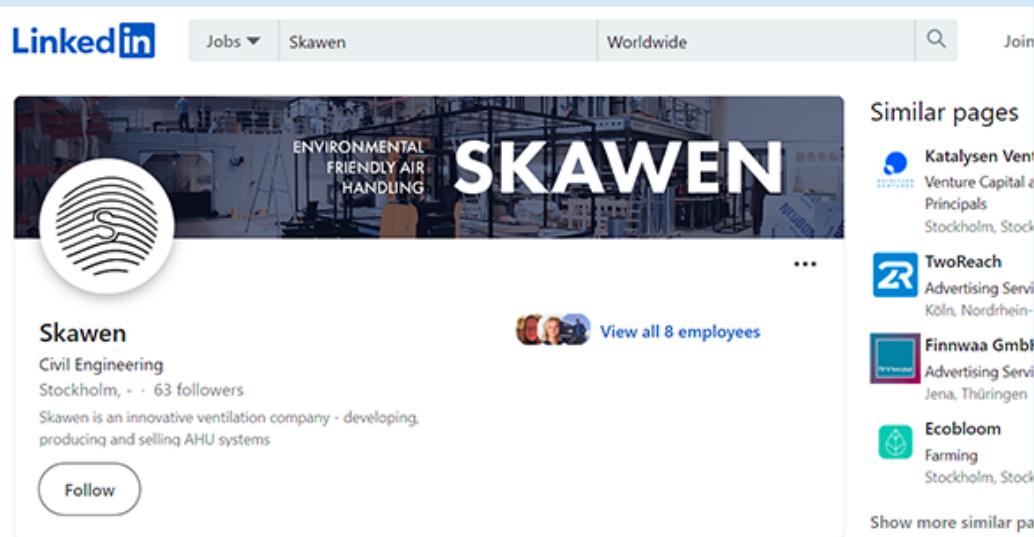 Linked in
Jobs Skawen Worldwide Join
ENVIRONMENTAL
FRIENDLY AIR
HANDLING
SKAWEN
S
Skawen
Civil Engineering
Stockholm, - · 63 followers
Skawen is an innovative ventilation company - developing,
producing and selling AHU systems
Follow
View all 8 employees
Similar pages
Katalysen Vent
Venture Capital a
Principals
Stockholm, Stock
TwoReach
Advertising Servi
Köln, Nordrhein-
Finnwaa GmbH
Advertising Servi
Jena, Thüringen
Ecobloom
Farming
Stockholm, Stock
Show more similar pa